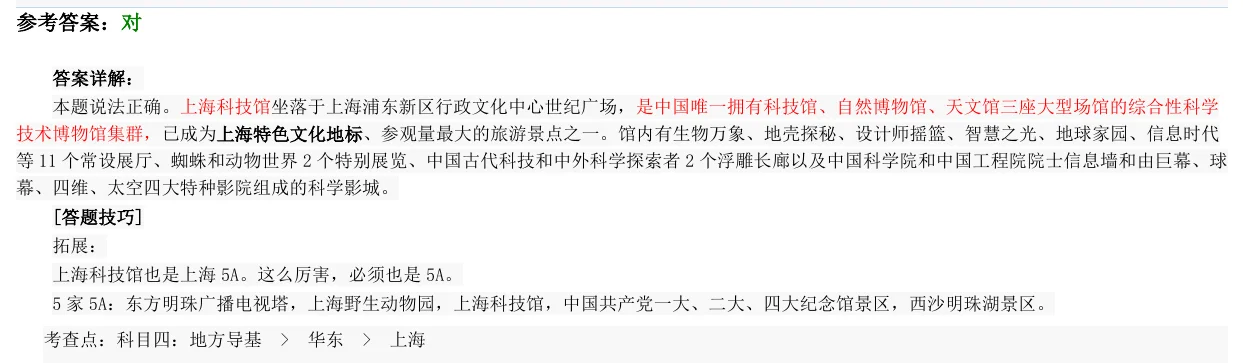 参考答案：对
答案详解：
本题说法正确。上海科技馆坐落于上海浦东新区行政文化中心世纪广场，是中国唯一拥有科技馆、自然博物馆、天文馆三座大型场馆的综合性科学
技术博物馆集群，已成为上海特色文化地标、参观量最大的旅游景点之一。馆内有生物万象、地壳探秘、设计师摇篮、智慧之光、地球家园、信息时代
等 11 个常设展厅、蜘蛛和动物世界 2 个特别展览、中国古代科技和中外科学探索者 2 个浮雕长廊以及中国科学院和中国工程院院士信息墙和由巨幕、球
幕、四维、太空四大特种影院组成的科学影城。
[答题技巧]
拓展：
上海科技馆也是上海 5A。这么厉害，必须也是 5A。
5 家 5A：东方明珠广播电视塔，上海野生动物园，上海科技馆，中国共产党一大、二大、四大纪念馆景区，西沙明珠湖景区。
考查点：科目四：地方导基 > 华东 > 上海